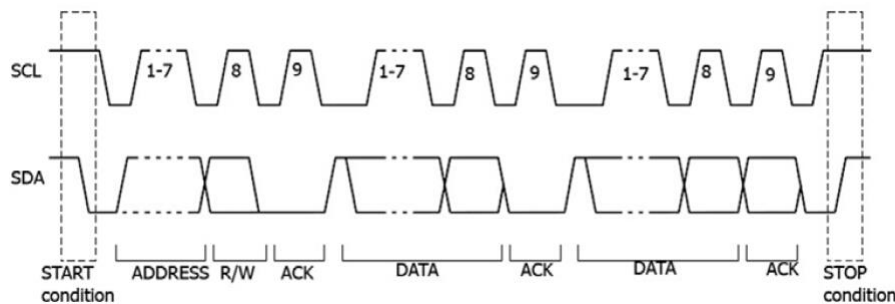 SCL
1-7 8 9 1-7 8 9 1-7 8 9
SDA
START ADDRESS R/W ACK DATA ACK DATA ACK STOP
condition condition